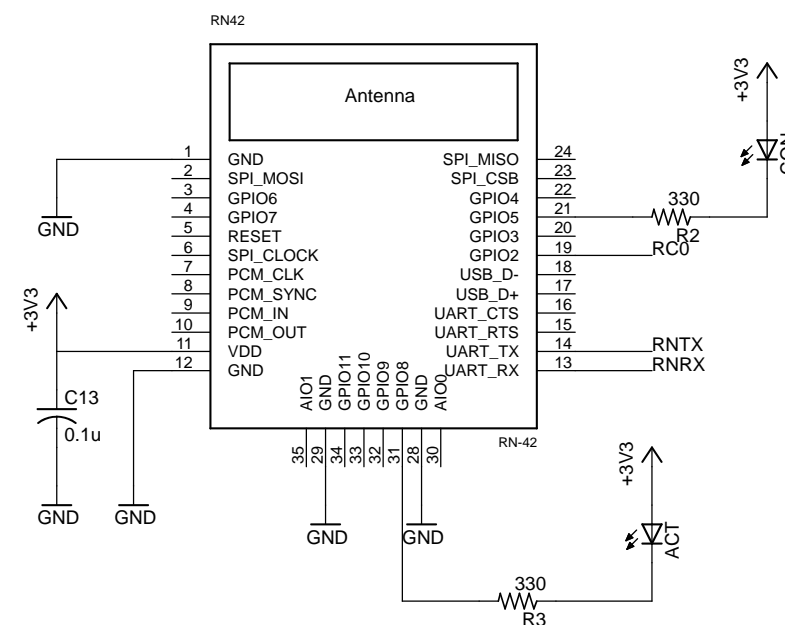 RN42
Antenna
+3V3
CON
1 GND SPI_MISO 24
2 SPI_MOSI SPI_CSB 23
3 GPIO6 GPIO4 22
4 GPIO7 GPIO5 21
330
R2
5 RESET GPIO3 20
6 SPI_CLOCK GPIO2 19 RC0
7 PCM_CLK USB_D- 18
8 PCM_SYNC USB_D+ 17
9 PCM_IN UART_CTS 16
10 PCM_OUT UART_RTS 15
11 VDD UART_TX 14 RNTX
12 GND UART_RX 13 RNRX
GND
+3V3
C13
0.1u
GND
GND
AIO1
GND
GPIO11
GPIO10
GPIO9
GPIO8
GND
AIO0
RN-42
35
29
34
33
32
31
28
30
GND
GND
+3V3
ACT
330
R3